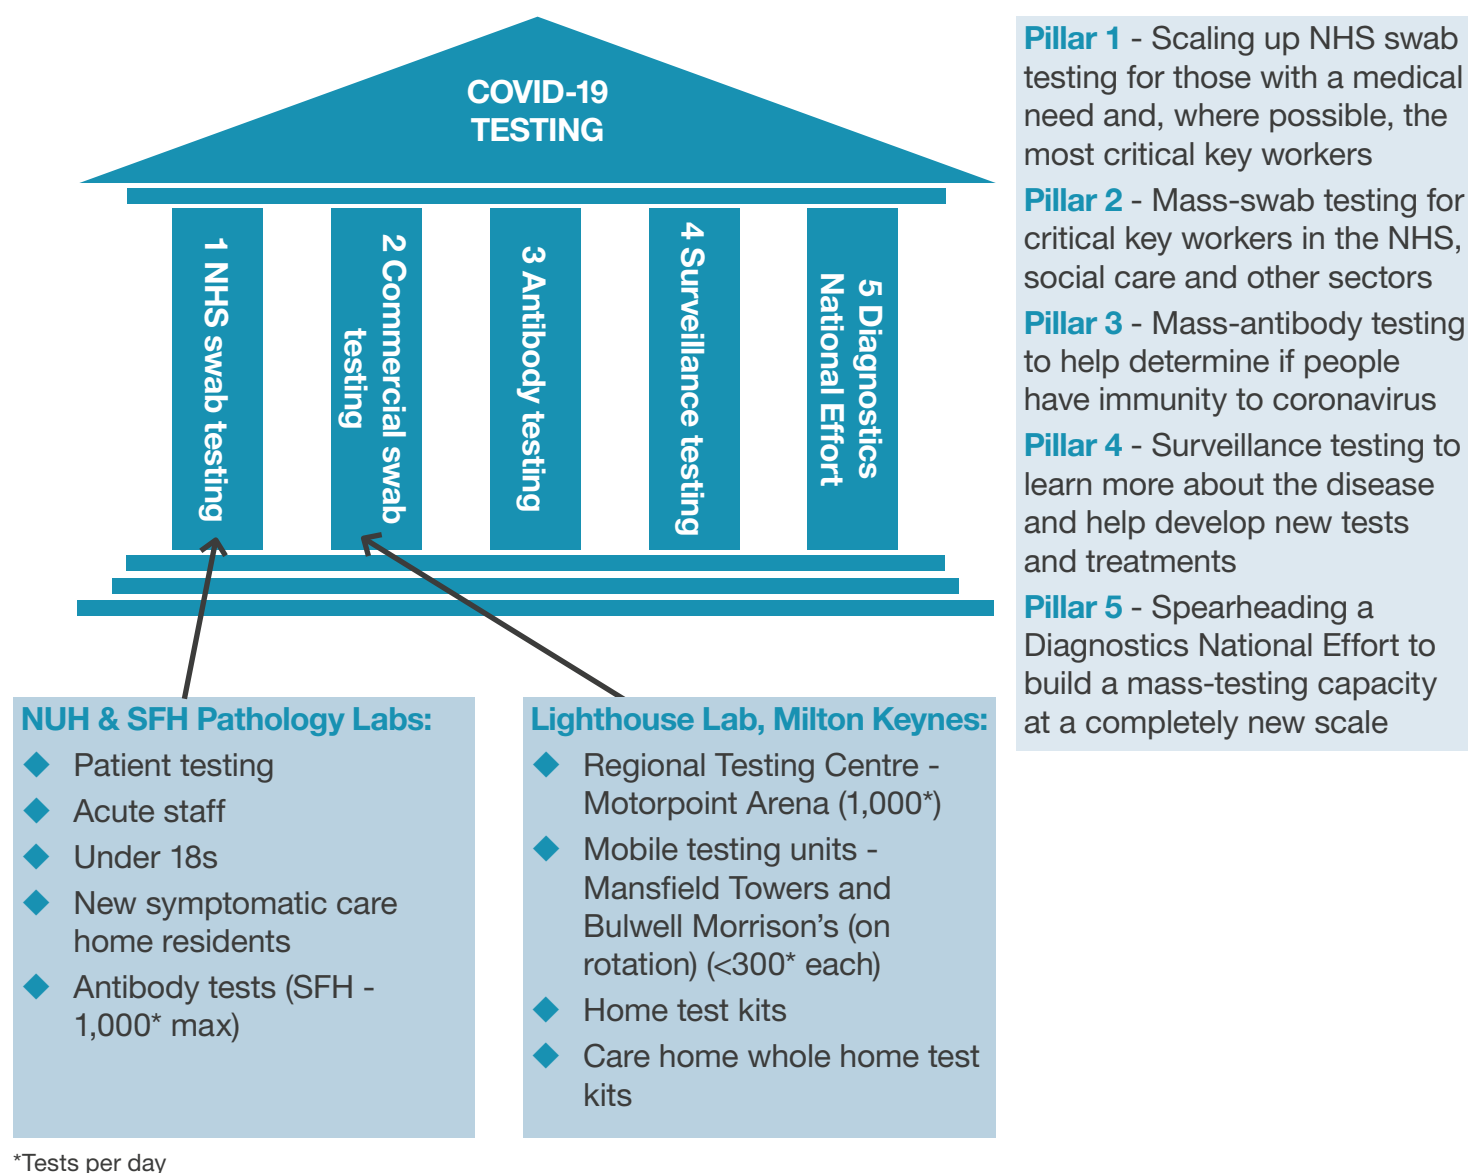 COVID-19
TESTING
1 NHS swab testing
2 Commercial swab
testing
3 Antibody testing
4 Surveillance testing
5 Diagnostics
National Effort
Pillar 1 - Scaling up NHS swab
testing for those with a medical
need and, where possible, the
most critical key workers
Pillar 2 - Mass-swab testing for
critical key workers in the NHS,
social care and other sectors
Pillar 3 - Mass-antibody testing
to help determine if people
have immunity to coronavirus
Pillar 4 - Surveillance testing to
learn more about the disease
and help develop new tests
and treatments
Pillar 5 - Spearheading a
Diagnostics National Effort to
build a mass-testing capacity
at a completely new scale
NUH & SFH Pathology Labs:
Patient testing
Acute staff
Under 18s
New symptomatic care
home residents
Antibody tests (SFH -
1,000* max)
Lighthouse Lab, Milton Keynes:
Regional Testing Centre -
Motorpoint Arena (1,000*)
Mobile testing units -
Mansfield Towers and
Bulwell Morrison's (on
rotation) (<300* each)
Home test kits
Care home whole home test
kits
*Tests per day